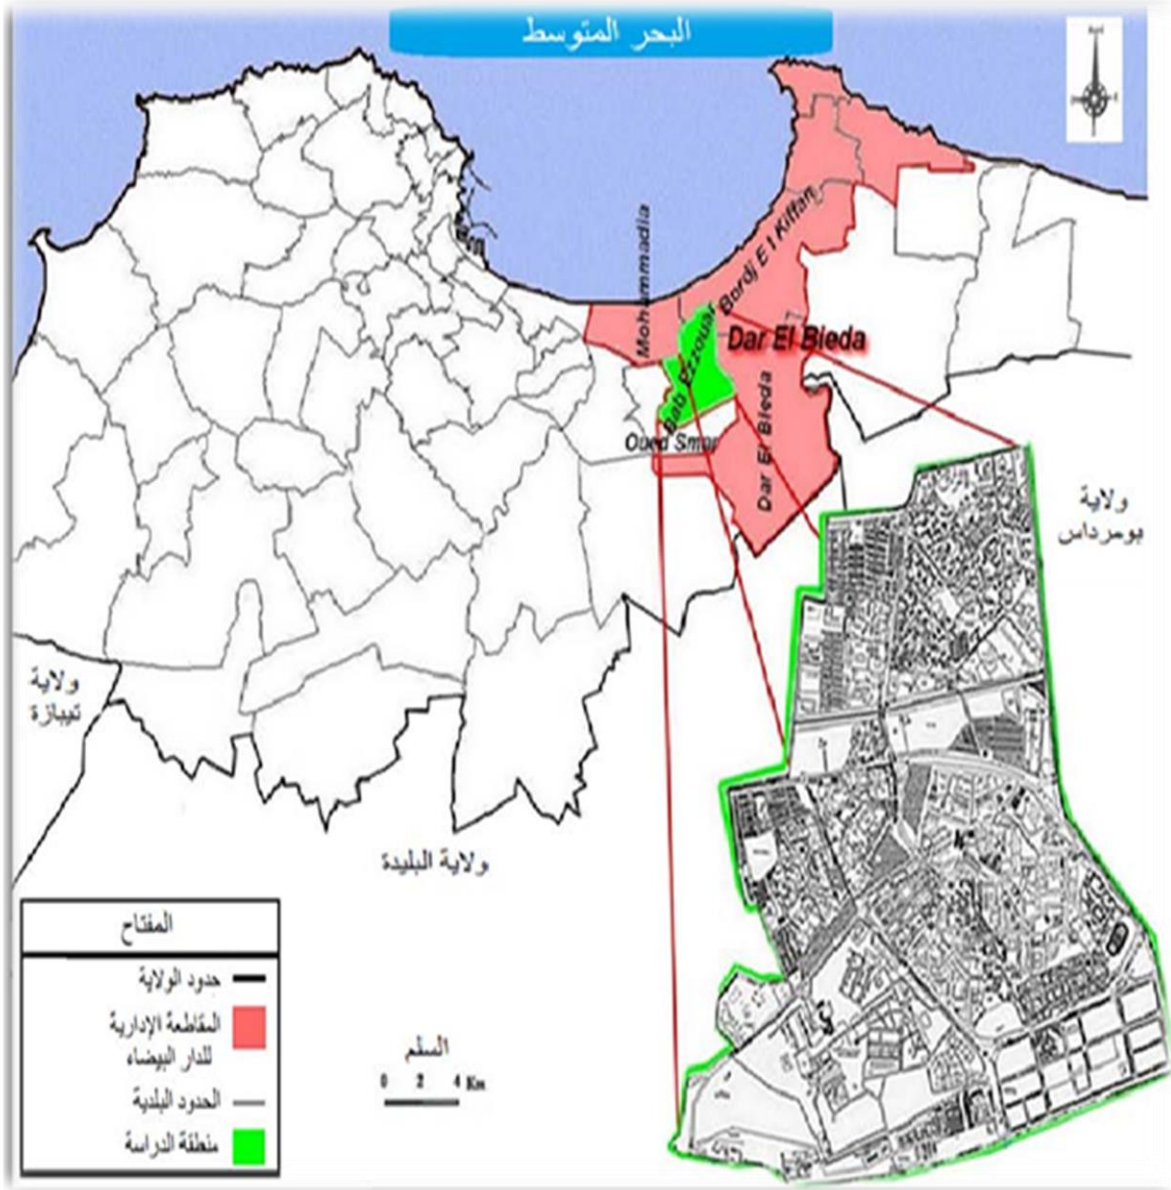 البحر المتوسط
Mohammadia
Bordj E l Kiffan
Bab Ezzouar
Dar El Bieda
Dar El Bieda
Oued Smar
ولاية
بومرداس
ولاية
تيبازة
ولاية البليدة
المفتاح
حدود الولاية
المقاطعة الإدارية
للدار البيضاء
الحدود البلدية
منطقة الدراسة
السلم
0 2 4 Km